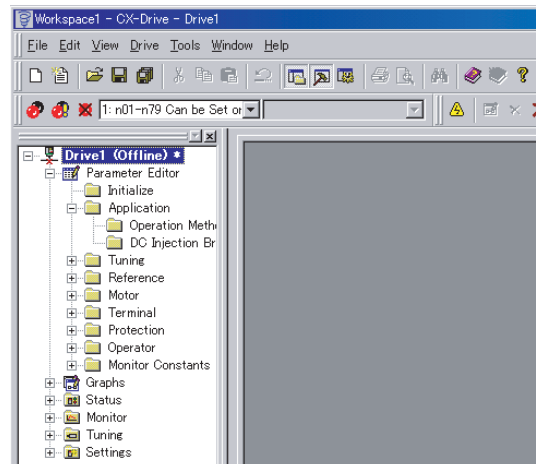 Workspace1 - CX-Drive - Drive1
File Edit View Drive Tools Window Help
1: n01-n79 Can be Set or
Drive1 (Offline) *
Parameter Editor
Initialize
Application
Operation Meth
DC Injection Br
Tuning
Reference
Motor
Terminal
Protection
Operator
Monitor Constants
Graphs
Status
Monitor
Tuning
Settings